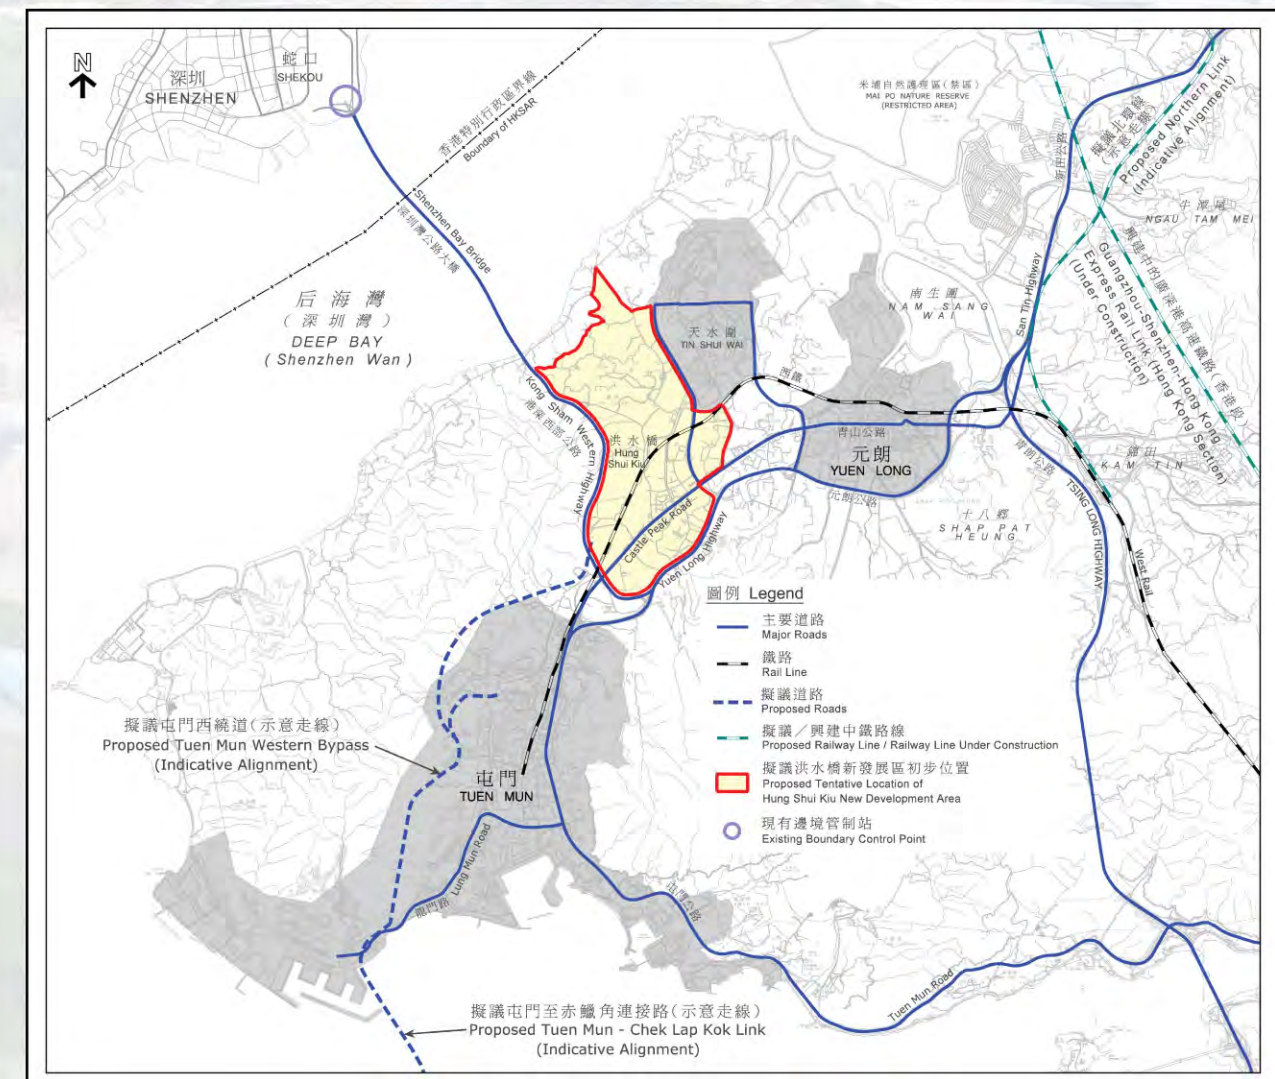 N
深圳
SHENZHEN
蛇口
SHEKOU
香港特別行政區界線
Boundary of HKSAR
米埔自然護理區(禁區)
MAI PO NATURE RESERVE
(RESTRICTED AREA)
新田公路
擬議北環線
(示意走線)
Proposed Northern Link
(Indicative Alignment)
牛潭尾
NGAU TAM MEI
Shenzhen Bay Bridge
深圳灣公路大橋
后海灣
(深圳灣)
DEEP BAY
(Shenzhen Wan)
天水圍
TIN SHUI WAI
南生圍
NAM SANG
WAI
San Tin Highway
興建中的廣深港高速鐵路(香港段)
Guangzhou-Shenzhen-Hong Kong
Express Rail Link (Hong Kong Section)
(Under Construction)
西鐵
Kong Sham Western Highway
港深西部公路
洪水橋
Hung
Shui Kiu
青山公路
元朗
YUEN LONG
元朗公路
青朗公路
錦田
KAM TIN
十八鄉
SHAP PAT
HEUNG
TSING LONG HIGHWAY
West Rail
Castle Peak Road
Yuen Long Highway
圖例 Legend
主要道路
Major Roads
鐵路
Rail Line
擬議道路
Proposed Roads
擬議／興建中鐵路線
Proposed Railway Line / Railway Line Under Construction
擬議洪水橋新發展區初步位置
Proposed Tentative Location of
Hung Shui Kiu New Development Area
現有邊境管制站
Existing Boundary Control Point
擬議屯門西繞道(示意走線)
Proposed Tuen Mun Western Bypass
(Indicative Alignment)
屯門
TUEN MUN
龍門路 Lung Mun Road
屯門公路
Tuen Mun Road
擬議屯門至赤鱲角連接路(示意走線)
Proposed Tuen Mun - Chek Lap Kok Link
(Indicative Alignment)